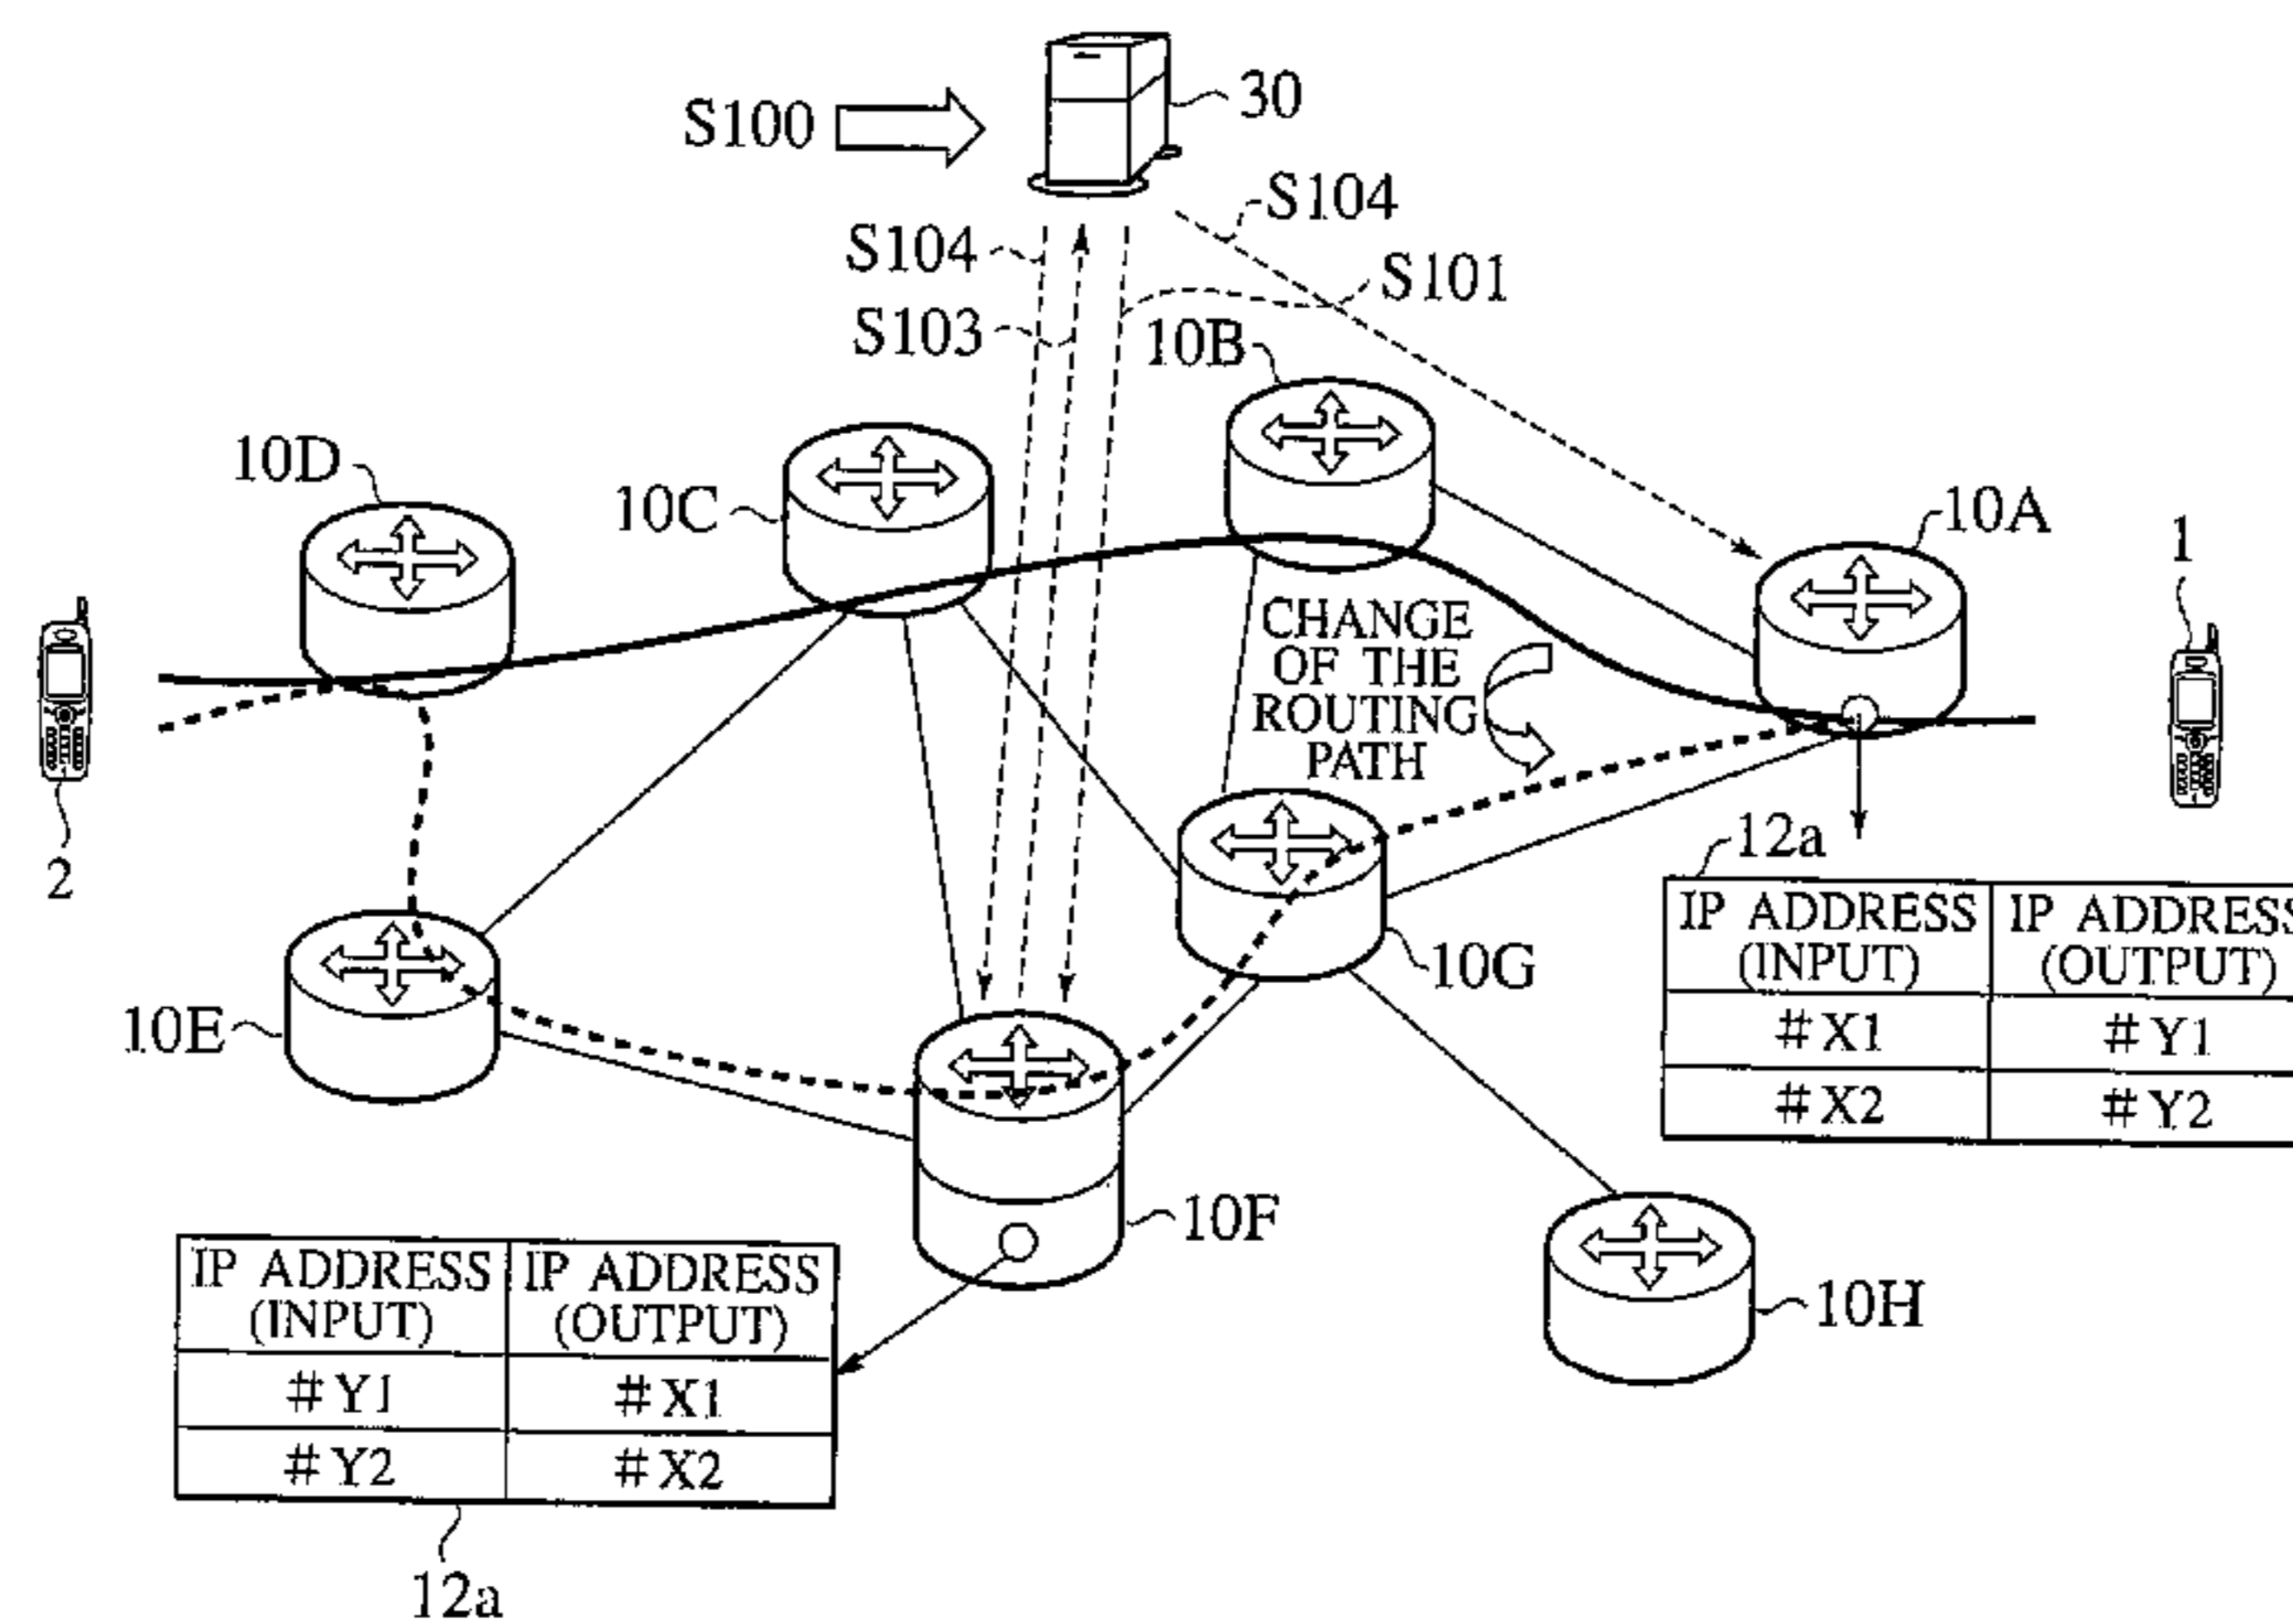 30
S100
S104
S104
S101
S103
10B
10D
10C
10A
1
CHANGE
OF THE
ROUTING
PATH
2
12a
IP ADDRESS (INPUT) IP ADDRESS (OUTPUT)
#X1 #Y1
#X2 #Y2
10G
10E
10F
IP ADDRESS (INPUT) IP ADDRESS (OUTPUT)
#Y1 #X1
#Y2 #X2
10H
12a